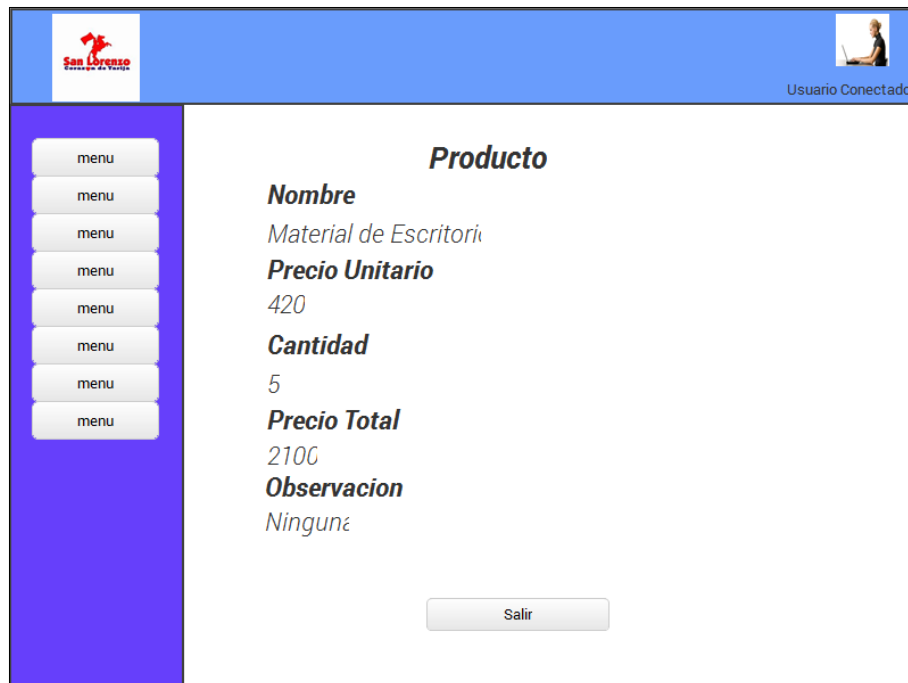 San Lorenzo
Usuario Conectado
menu
menu
menu
menu
menu
menu
menu
menu
Producto
Nombre
Material de Escritorio
Precio Unitario
420
Cantidad
5
Precio Total
2100
Observacion
Ninguna
Salir